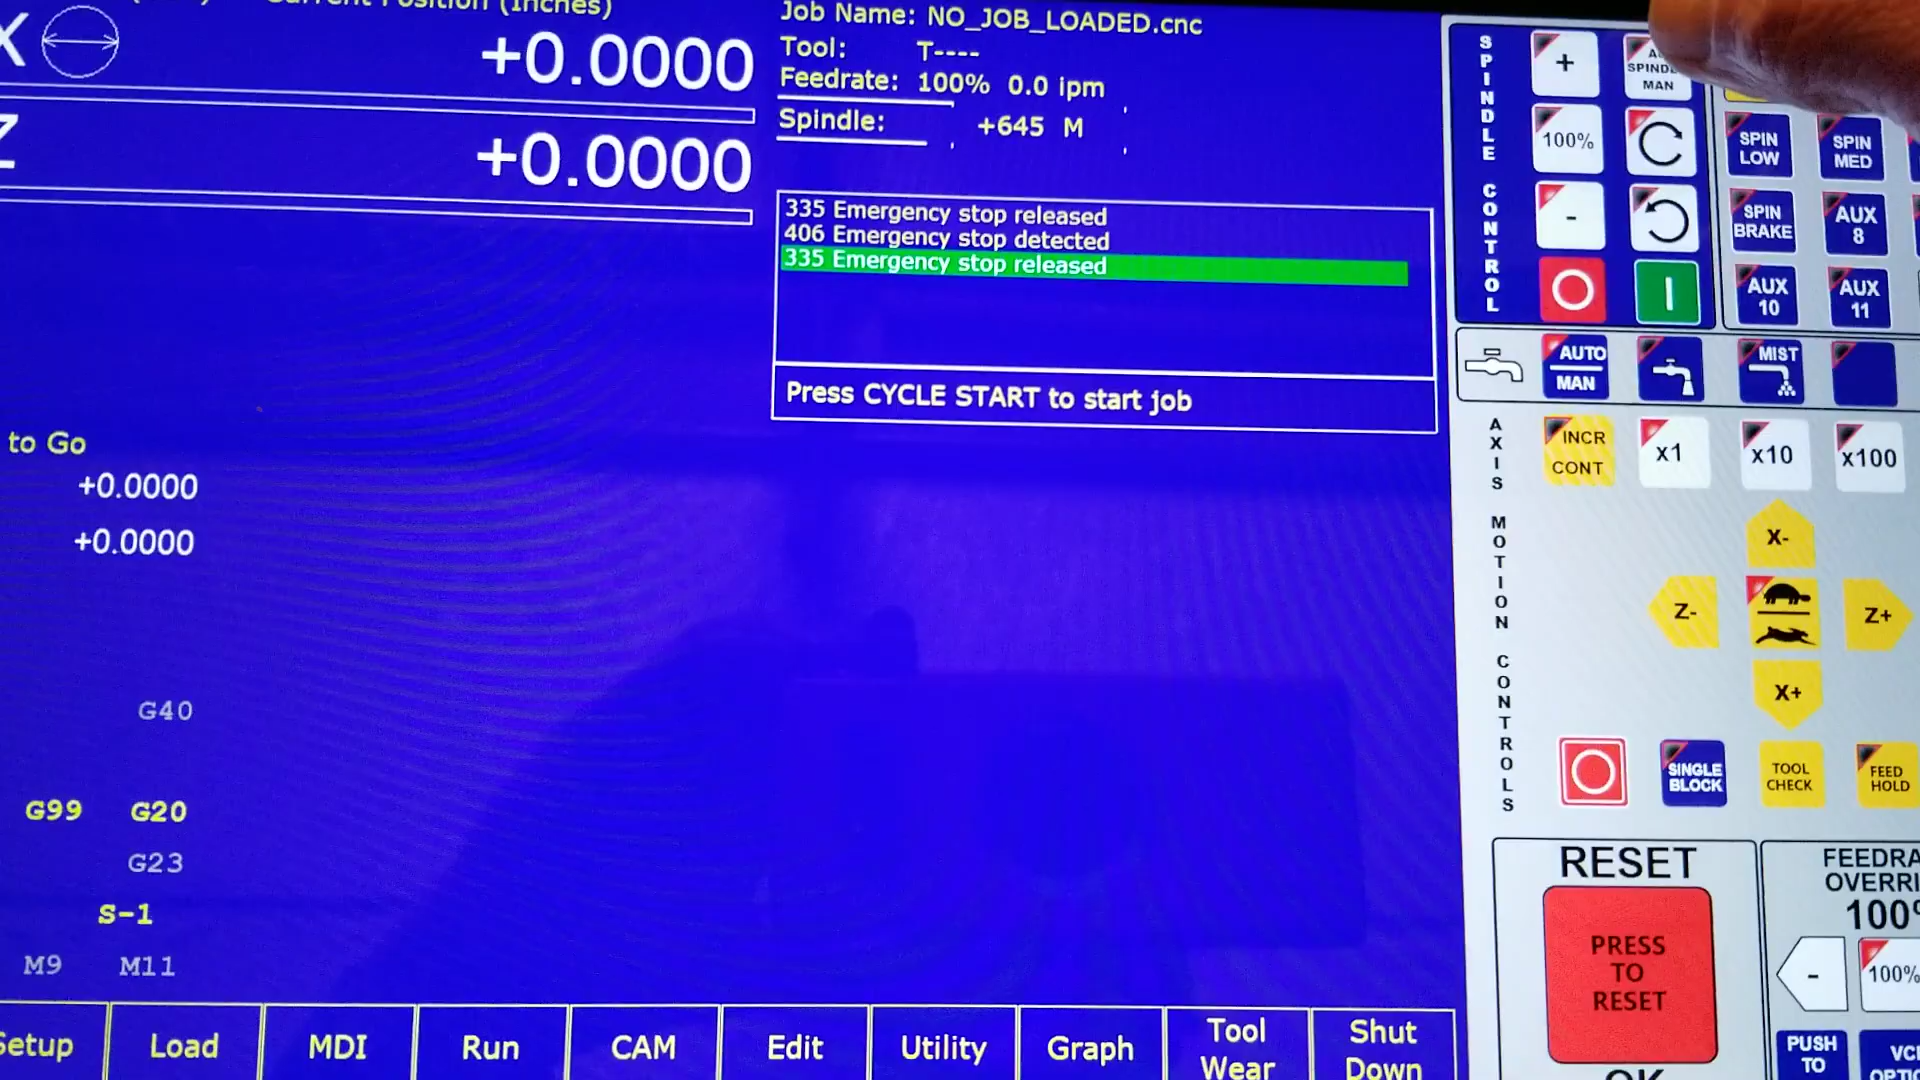 Current Position (Inches)
X +0.0000
Z +0.0000
to Go
+0.0000
+0.0000
G40
G99 G20
G23
S-1
M9 M11
Job Name: NO_JOB_LOADED.cnc
Tool: T----
Feedrate: 100% 0.0 ipm
Spindle: +645 M
335 Emergency stop released
406 Emergency stop detected
335 Emergency stop released
Press CYCLE START to start job
Setup Load MDI Run CAM Edit Utility Graph Tool Wear Shut Down
SPINDLE CONTROL
+
MAN
100%
-
SPIN LOW
SPIN MED
SPIN BRAKE
AUX 8
AUX 10
AUX 11
AUTO MAN
MIST
AXIS MOTION CONTROLS
INCR CONT
x1
x10
x100
X-
Z-
Z+
X+
SINGLE BLOCK
TOOL CHECK
FEED HOLD
RESET
PRESS
TO
RESET
100%
-
100%
PUSH
TO